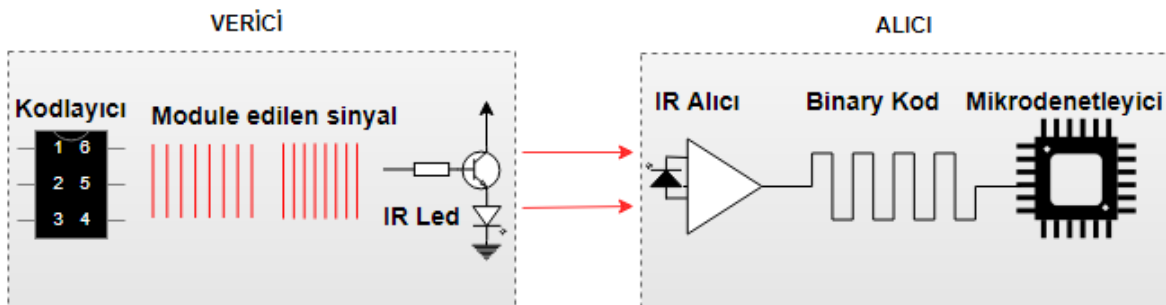 VERİCİ
ALICI
Kodlayıcı
Module edilen sinyal
IR Led
1 6
2 5
3 4
IR Alıcı
Binary Kod
Mikrodenetleyici